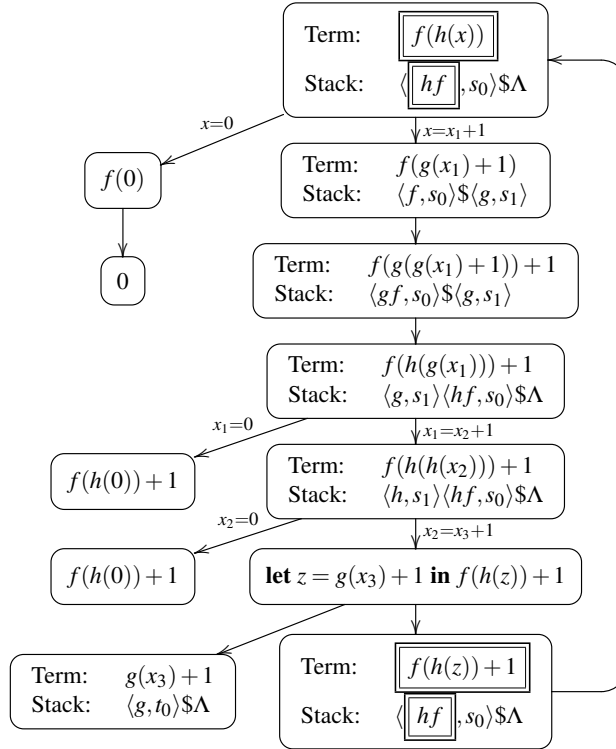 Term: f(h(x))
Stack: ⟨hf, s₀⟩$Λ
x=0
x=x₁+1
f(0)
Term: f(g(x₁)+1)
Stack: ⟨f, s₀⟩$⟨g, s₁⟩
0
Term: f(g(g(x₁)+1))+1
Stack: ⟨gf, s₀⟩$⟨g, s₁⟩
Term: f(h(g(x₁)))+1
Stack: ⟨g, s₁⟩⟨hf, s₀⟩$Λ
x₁=0
x₁=x₂+1
f(h(0))+1
Term: f(h(h(x₂)))+1
Stack: ⟨h, s₁⟩⟨hf, s₀⟩$Λ
x₂=0
x₂=x₃+1
f(h(0))+1
let z = g(x₃)+1 in f(h(z))+1
Term: g(x₃)+1
Stack: ⟨g, t₀⟩$Λ
Term: f(h(z))+1
Stack: ⟨hf, s₀⟩$Λ